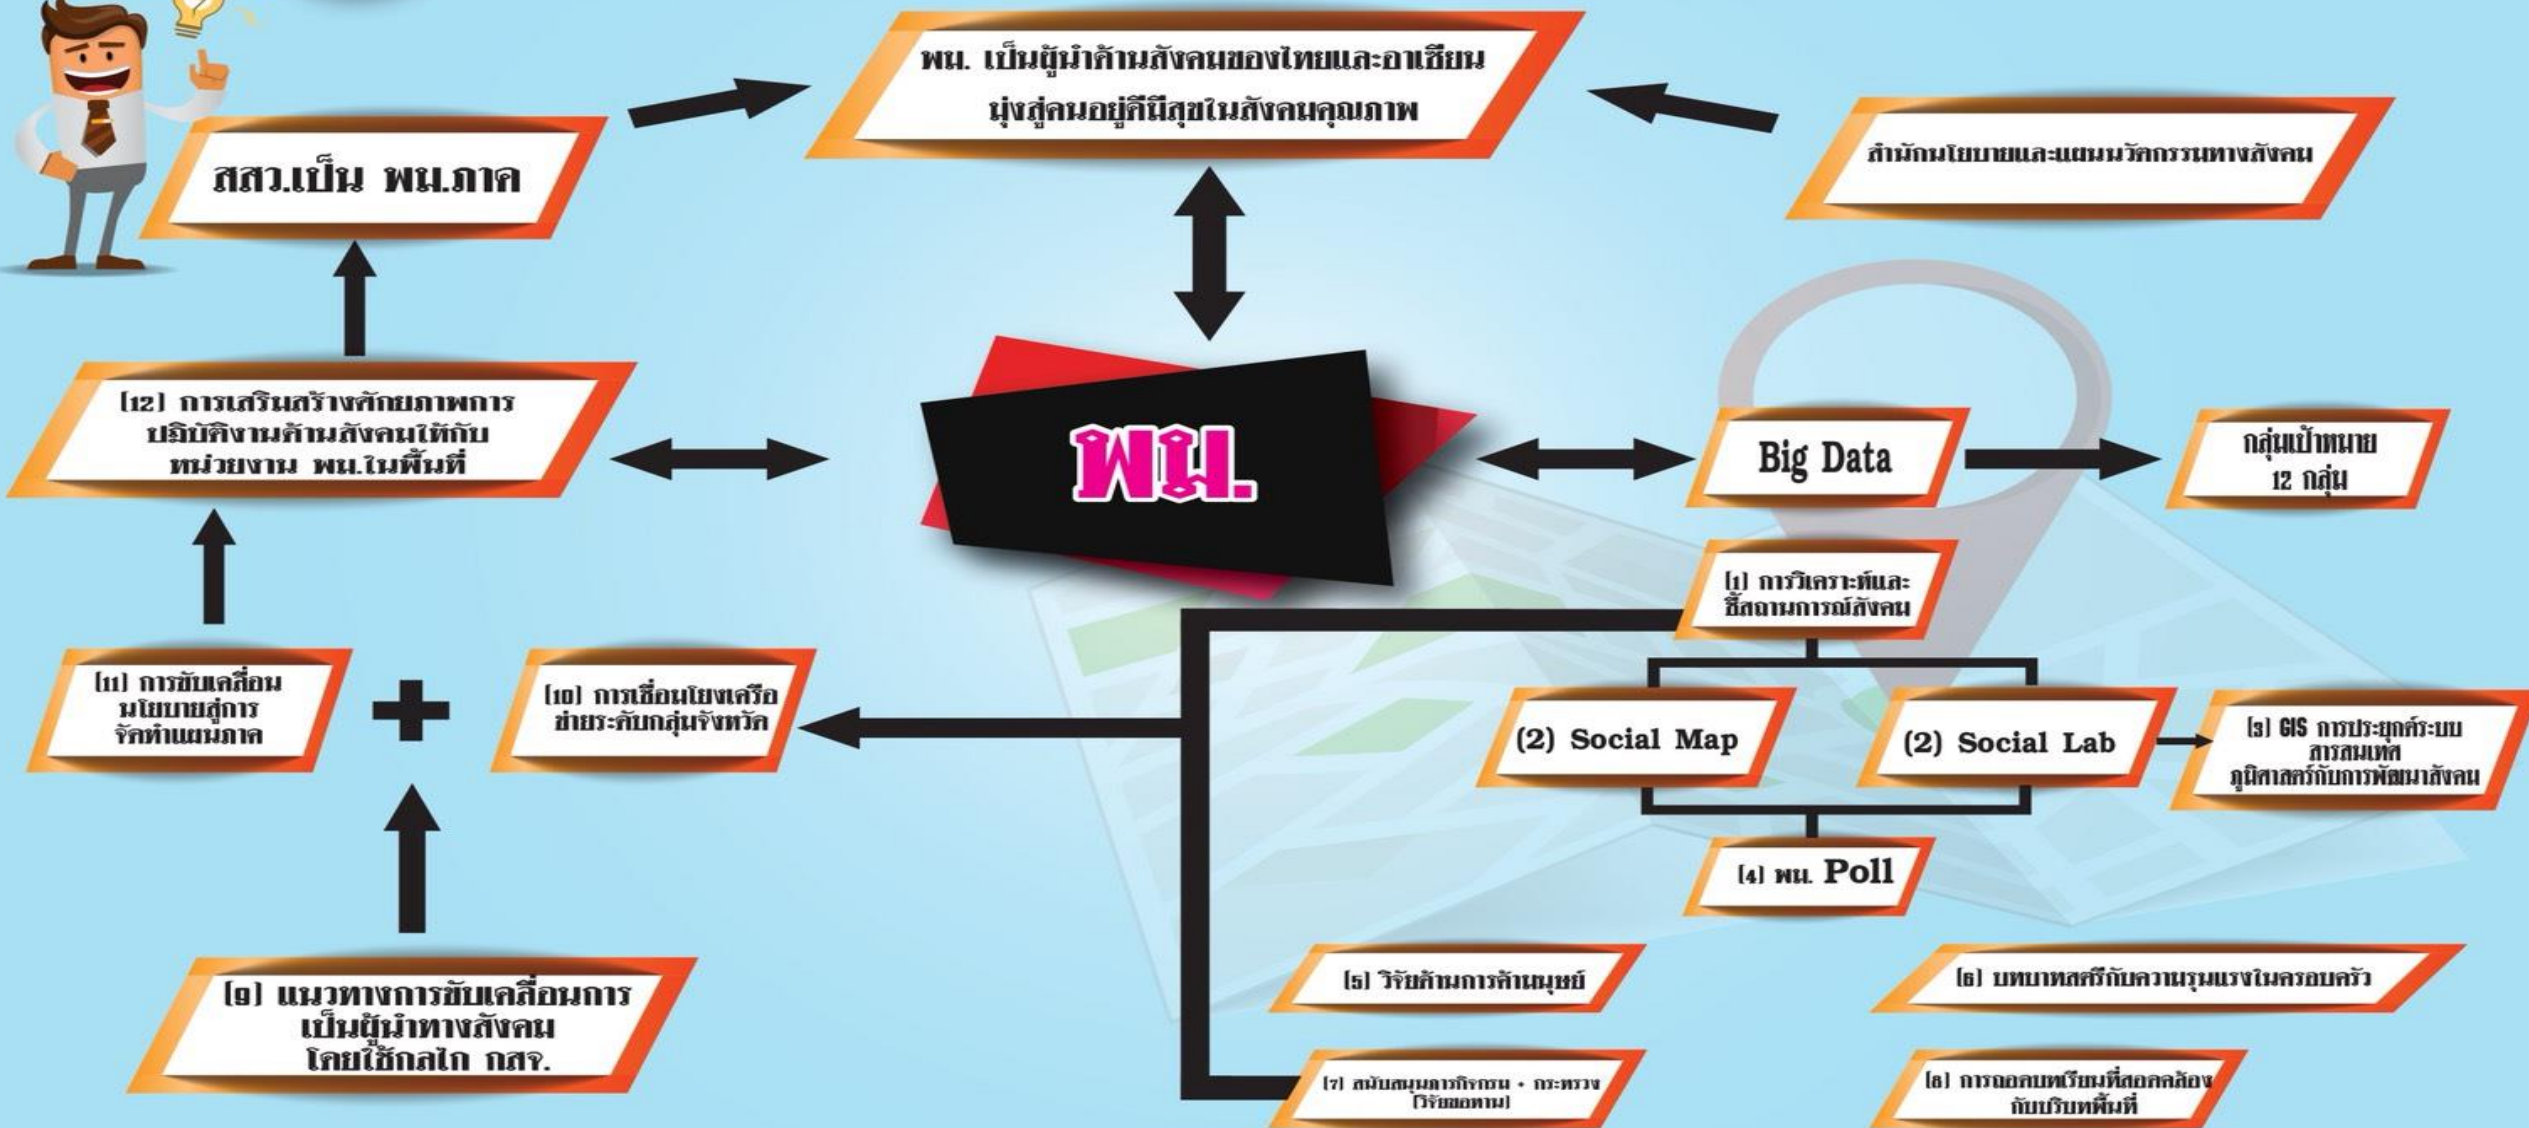 พม. เป็นผู้นำด้านสังคมของไทยและอาเซียน
มุ่งสู่คนอยู่ดีมีสุขในสังคมคุณภาพ
สสว.เป็น พม.ภาค
สำนักนโยบายและแผนนวัตกรรมทางสังคม
(12) การเสริมสร้างศักยภาพการ
ปฏิบัติงานด้านสังคมให้กับ
หน่วยงาน พม.ในพื้นที่
พม.
Big Data
กลุ่มเป้าหมาย
12 กลุ่ม
(1) การวิเคราะห์และ
ชี้สถานการณ์สังคม
(11) การขับเคลื่อน
นโยบายสู่การ
จัดทำแผนภาค
+
(10) การเชื่อมโยงเครือ
ข่ายระดับกลุ่มจังหวัด
(2) Social Map
(2) Social Lab
(3) GIS การประยุกต์ระบบ
สารสนเทศ
ภูมิศาสตร์กับการพัฒนาสังคม
(4) พม. Poll
(9) แนวทางการขับเคลื่อนการ
เป็นผู้นำทางสังคม
โดยใช้กลไก กสจ.
(5) วิจัยด้านการค้ามนุษย์
(6) บทบาทสตรีกับความรุนแรงในครอบครัว
(7) สนับสนุนภารกิจกรม + กระทรวง
(วิจัยขอทาน)
(8) การถอดบทเรียนที่สอดคล้อง
กับบริบทพื้นที่